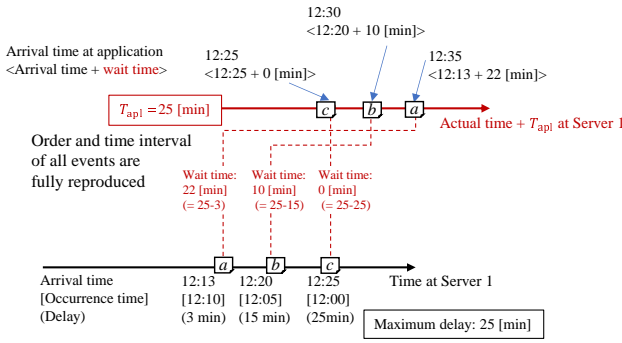 12:30
<12:20 + 10 [min]>
Arrival time at application
<Arrival time + wait time>
12:25
<12:25 + 0 [min]>
12:35
<12:13 + 22 [min]>
T_apl = 25 [min]
c
b
a
Actual time + T_apl at Server 1
Order and time interval
of all events are
fully reproduced
Wait time:
22 [min]
(= 25-3)
Wait time:
10 [min]
(= 25-15)
Wait time:
0 [min]
(= 25-25)
a
b
c
Arrival time
[Occurrence time]
(Delay)
12:13
[12:10]
(3 min)
12:20
[12:05]
(15 min)
12:25
[12:00]
(25min)
Time at Server 1
Maximum delay: 25 [min]